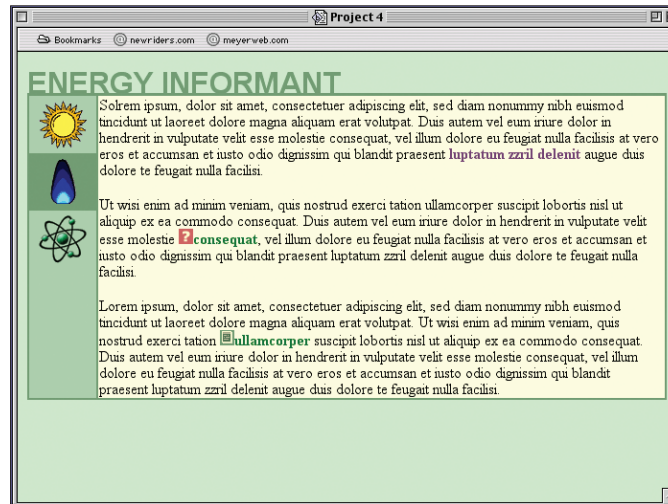 Project 4
Bookmarks newriders.com meyerweb.com
ENERGY INFORMANT
Solrem ipsum, dolor sit amet, consectetuer adipiscing elit, sed diam nonummy nibh euismod
tincidunt ut laoreet dolore magna aliquam erat volutpat. Duis autem vel eum iriure dolor in
hendrerit in vulputate velit esse molestie consequat, vel illum dolore eu feugiat nulla facilisis at vero
eros et accumsan et iusto odio dignissim qui blandit praesent luptatum zzril delenit augue duis
dolore te feugait nulla facilisi.
Ut wisi enim ad minim veniam, quis nostrud exerci tation ullamcorper suscipit lobortis nisl ut
aliquip ex ea commodo consequat. Duis autem vel eum iriure dolor in hendrerit in vulputate velit
esse molestie ?consequat, vel illum dolore eu feugiat nulla facilisis at vero eros et accumsan et
iusto odio dignissim qui blandit praesent luptatum zzril delenit augue duis dolore te feugait nulla
facilisi.
Lorem ipsum, dolor sit amet, consectetuer adipiscing elit, sed diam nonummy nibh euismod
tincidunt ut laoreet dolore magna aliquam erat volutpat. Ut wisi enim ad minim veniam, quis
nostrud exerci tation ullamcorper suscipit lobortis nisl ut aliquip ex ea commodo consequat.
Duis autem vel eum iriure dolor in hendrerit in vulputate velit esse molestie consequat, vel illum
dolore eu feugiat nulla facilisis at vero eros et accumsan et iusto odio dignissim qui blandit
praesent luptatum zzril delenit augue duis dolore te feugait nulla facilisi.